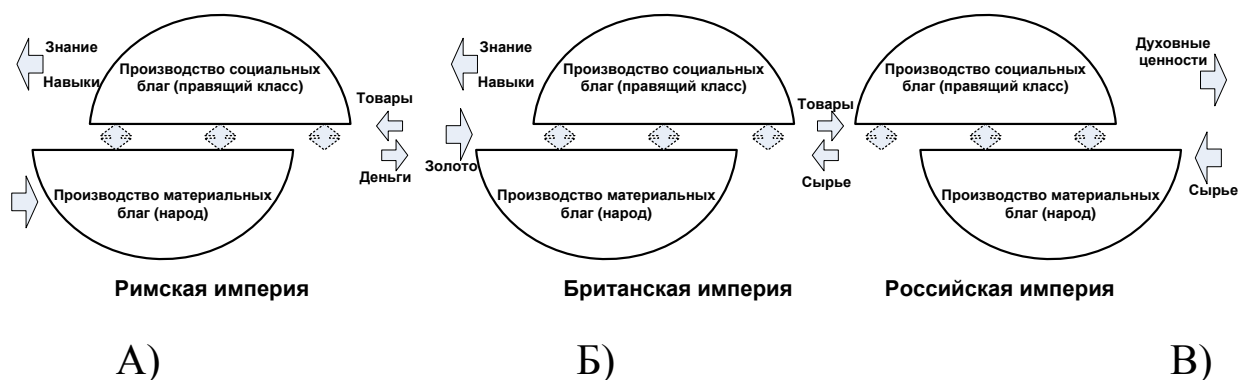 Знание
Навыки
Производство социальных
благ (правящий класс)
Товары
Деньги
Производство материальных
благ (народ)
Римская империя
А)
Знание
Навыки
Производство социальных
благ (правящий класс)
Золото
Товары
Сырье
Производство материальных
благ (народ)
Британская империя
Б)
Производство социальных
благ (правящий класс)
Духовные
ценности
Сырье
Производство материальных
благ (народ)
Российская империя
В)